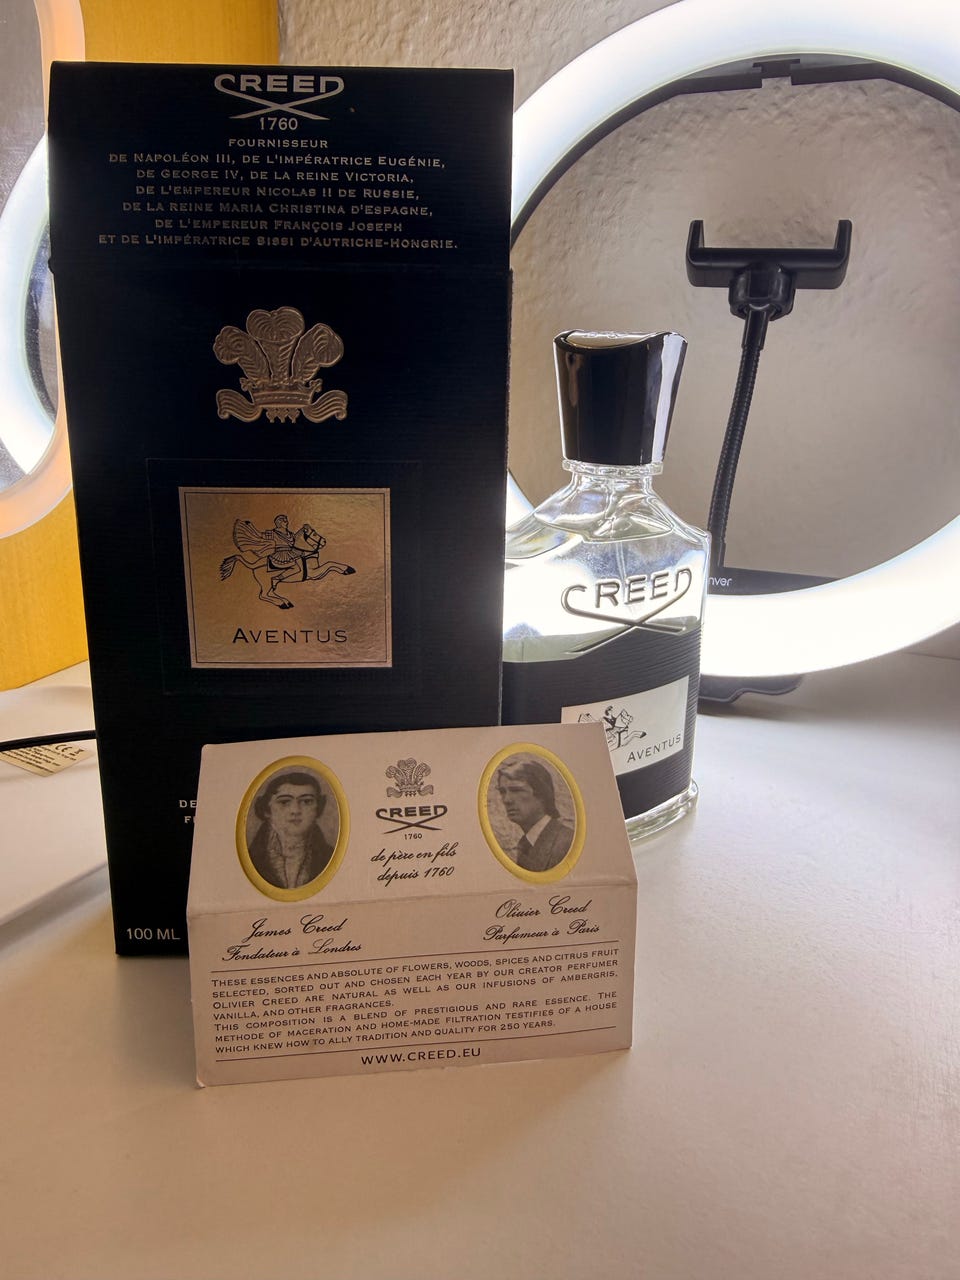 CREED
1760
FOURNISSEUR
DE NAPOLÉON III, DE L'IMPÉRATRICE EUGÉNIE,
DE GEORGE IV, DE LA REINE VICTORIA,
DE L'EMPEREUR NICOLAS II DE RUSSIE,
DE LA REINE MARIA CHRISTINA D'ESPAGNE,
DE L'EMPEREUR FRANÇOIS JOSEPH
ET DE L'IMPÉRATRICE SISSI D'AUTRICHE-HONGRIE.
AVENTUS
100 ML
CREED
AVENTUS
CREED
1760
de père en fils
depuis 1760
James Creed
Fondateur à Londres
Olivier Creed
Parfumeur à Paris
THESE ESSENCES AND ABSOLUTE OF FLOWERS, WOODS, SPICES AND CITRUS FRUIT
SELECTED, SORTED OUT AND CHOSEN EACH YEAR BY OUR CREATOR PERFUMER
OLIVIER CREED ARE NATURAL AS WELL AS OUR INFUSIONS OF AMBERGRIS,
VANILLA, AND OTHER FRAGRANCES.
THIS COMPOSITION IS A BLEND OF PRESTIGIOUS AND RARE ESSENCE. THE
METHODE OF MACERATION AND HOME-MADE FILTRATION TESTIFIES OF A HOUSE
WHICH KNEW HOW TO ALLY TRADITION AND QUALITY FOR 250 YEARS.
WWW.CREED.EU